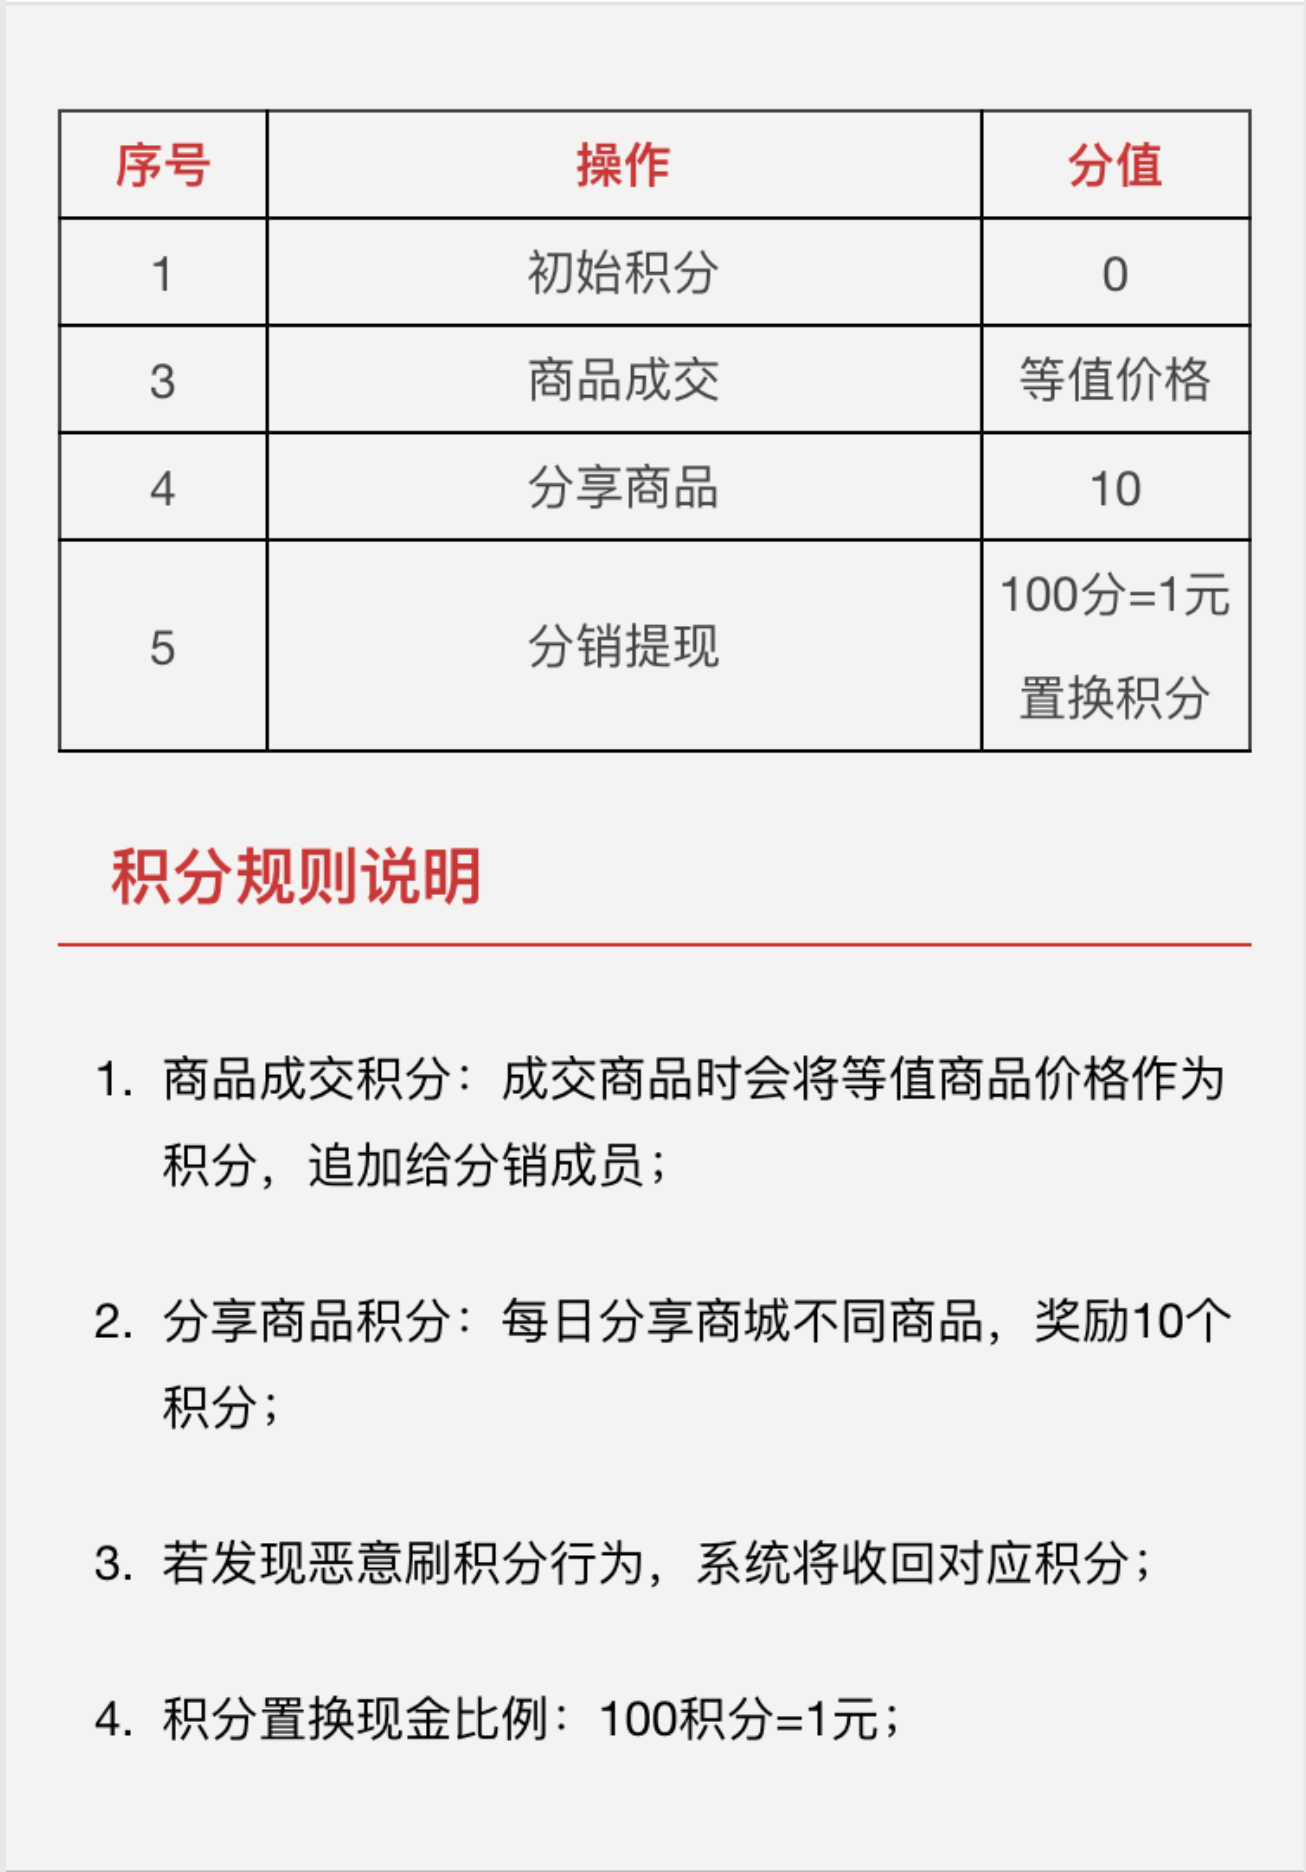 序号 操作 分值
1 初始积分 0
3 商品成交 等值价格
4 分享商品 10
5 分销提现 100分=1元
置换积分
积分规则说明
1. 商品成交积分：成交商品时会将等值商品价格作为
积分，追加给分销成员；
2. 分享商品积分：每日分享商城不同商品，奖励10个
积分；
3. 若发现恶意刷积分行为，系统将收回对应积分；
4. 积分置换现金比例：100积分=1元；